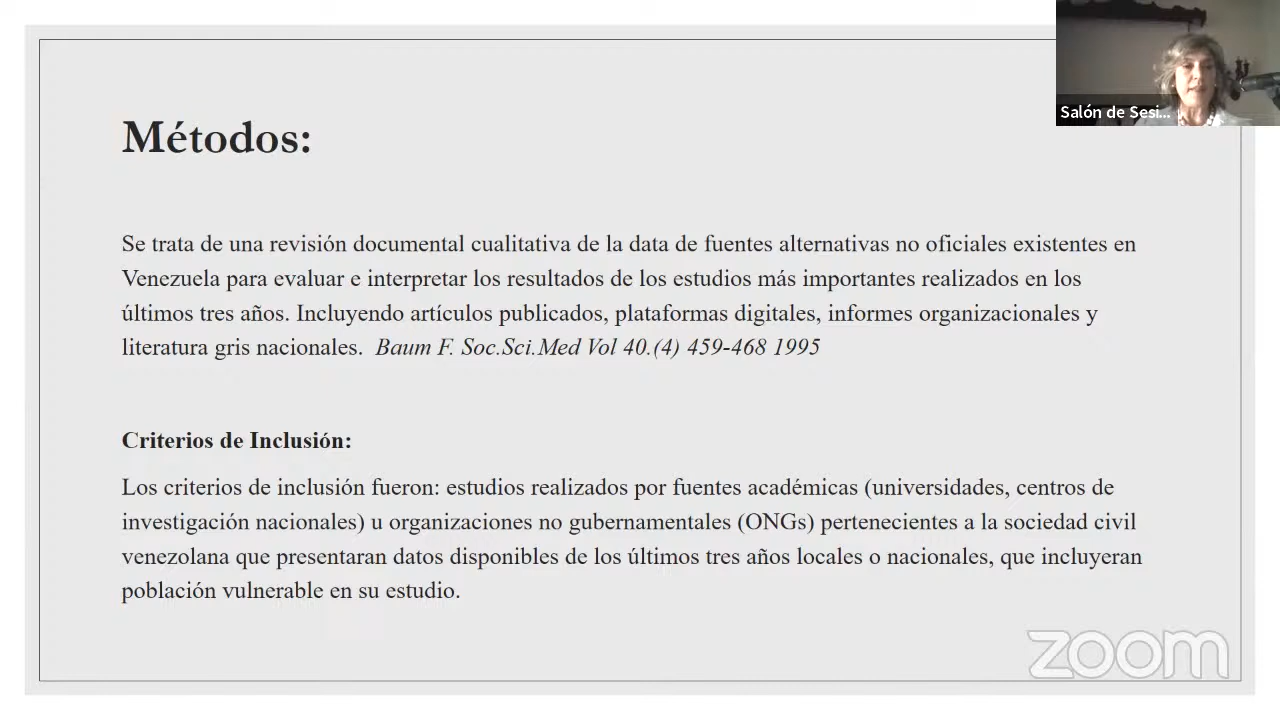 Salón de Sesi...
Métodos:
Se trata de una revisión documental cualitativa de la data de fuentes alternativas no oficiales existentes en
Venezuela para evaluar e interpretar los resultados de los estudios más importantes realizados en los
últimos tres años. Incluyendo artículos publicados, plataformas digitales, informes organizacionales y
literatura gris nacionales. Baum F. Soc.Sci.Med Vol 40.(4) 459-468 1995
Criterios de Inclusión:
Los criterios de inclusión fueron: estudios realizados por fuentes académicas (universidades, centros de
investigación nacionales) u organizaciones no gubernamentales (ONGs) pertenecientes a la sociedad civil
venezolana que presentaran datos disponibles de los últimos tres años locales o nacionales, que incluyeran
población vulnerable en su estudio.
zoom